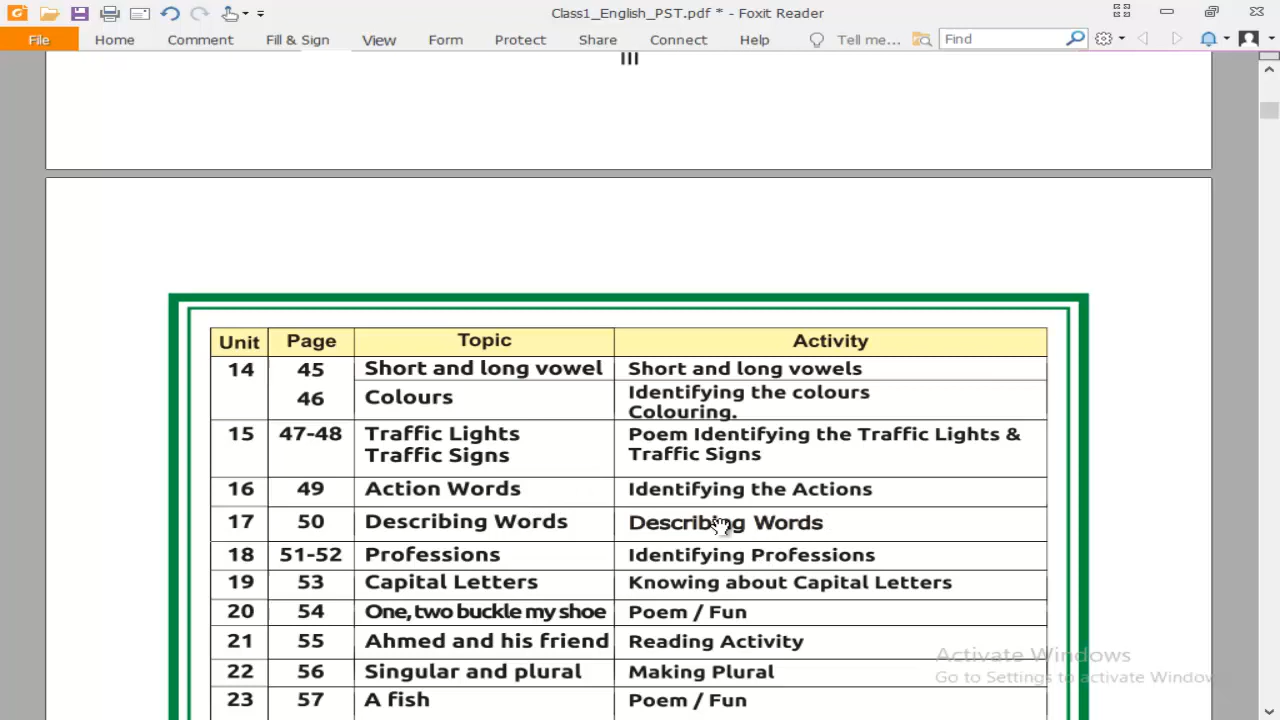 Class1_English_PST.pdf * - Foxit Reader
File Home Comment Fill & Sign View Form Protect Share Connect Help Tell me... Find
III
Unit Page Topic Activity
14 45 Short and long vowel Short and long vowels
46 Colours Identifying the colours
Colouring.
15 47-48 Traffic Lights Poem Identifying the Traffic Lights &
Traffic Signs Traffic Signs
16 49 Action Words Identifying the Actions
17 50 Describing Words Describing Words
18 51-52 Professions Identifying Professions
19 53 Capital Letters Knowing about Capital Letters
20 54 One, two buckle my shoe Poem / Fun
21 55 Ahmed and his friend Reading Activity
22 56 Singular and plural Making Plural
23 57 A fish Poem / Fun
Activate Windows
Go to Settings to activate Window